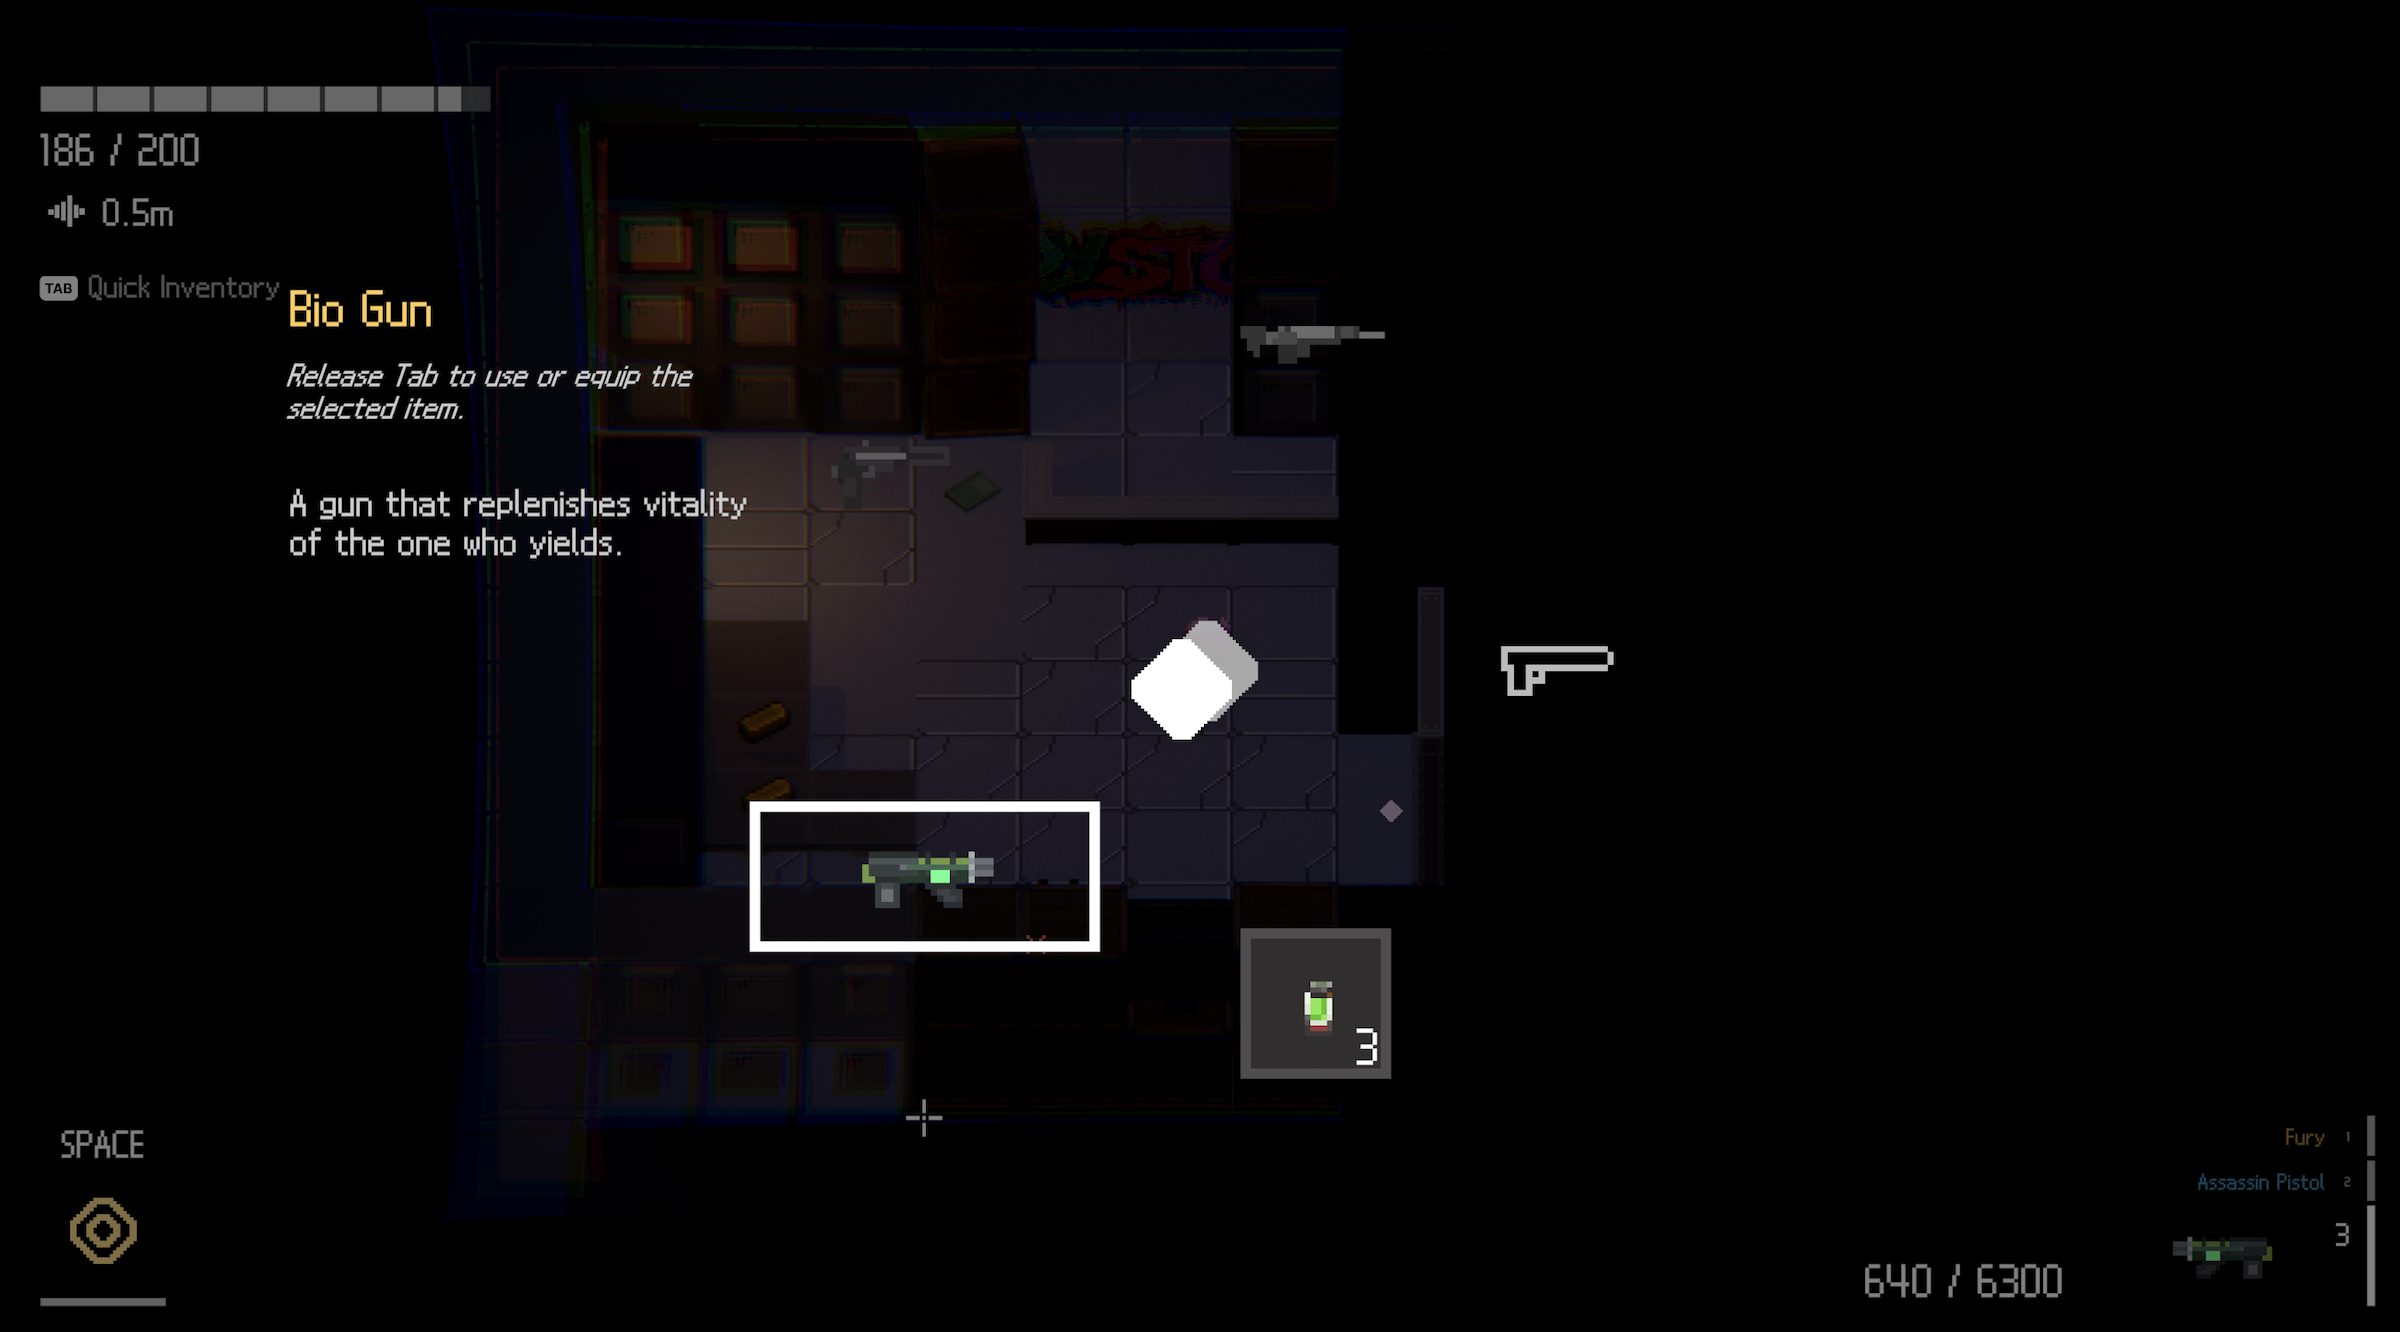 186 / 200
0.5m
TAB Quick Inventory
Bio Gun
Release Tab to use or equip the
selected item.
A gun that replenishes vitality
of the one who yields.
3
SPACE
Fury 1
Assassin Pistol 2
3
640 / 6300